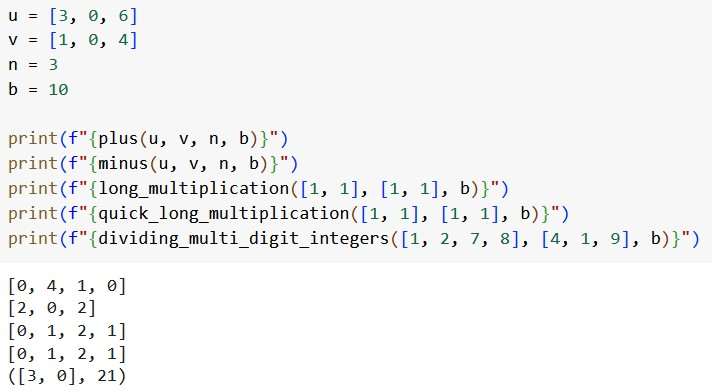 u = [3, 0, 6]
v = [1, 0, 4]
n = 3
b = 10
print(f"{plus(u, v, n, b)}")
print(f"{minus(u, v, n, b)}")
print(f"{long_multiplication([1, 1], [1, 1], b)}")
print(f"{quick_long_multiplication([1, 1], [1, 1], b)}")
print(f"{dividing_multi_digit_integers([1, 2, 7, 8], [4, 1, 9], b)}")
[0, 4, 1, 0]
[2, 0, 2]
[0, 1, 2, 1]
[0, 1, 2, 1]
([3, 0], 21)